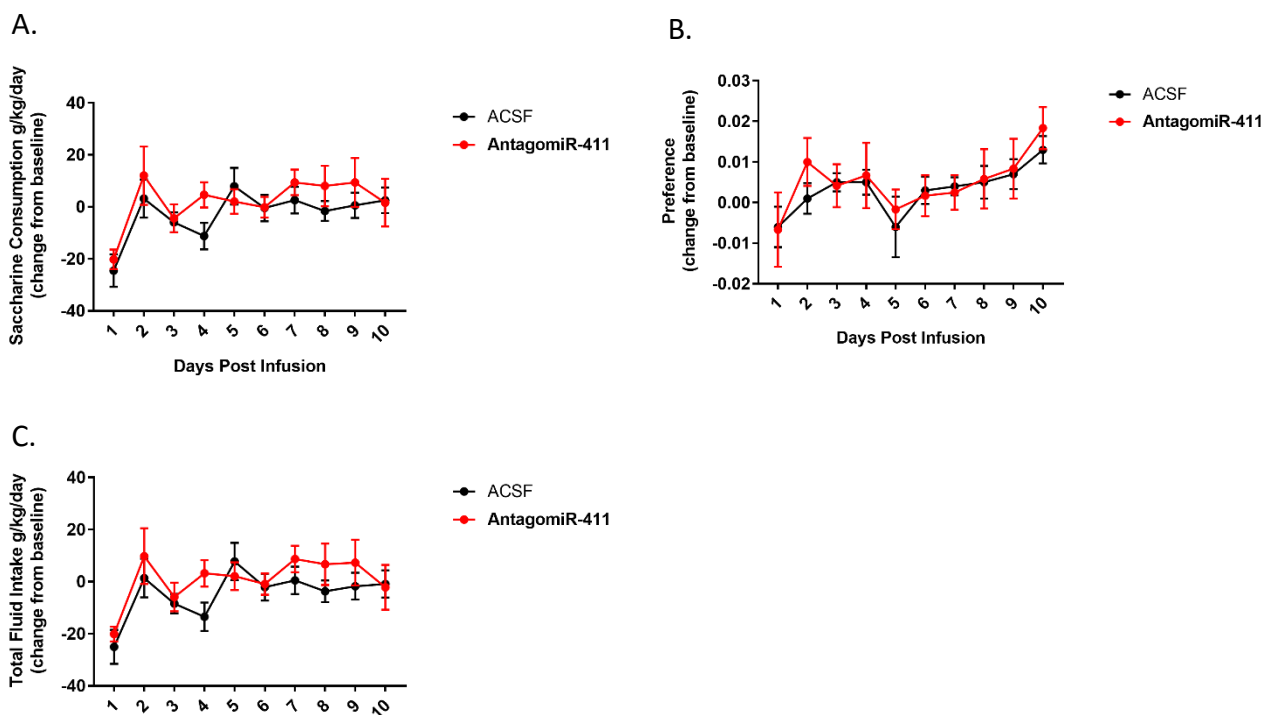 A.
Saccharine Consumption g/kg/day
(change from baseline)
40
20
0
-20
-40
1 2 3 4 5 6 7 8 9 10
Days Post Infusion
ACSF
AntagomiR-411
B.
Preference
(change from baseline)
0.03
0.02
0.01
0.00
-0.01
-0.02
1 2 3 4 5 6 7 8 9 10
Days Post Infusion
ACSF
AntagomiR-411
C.
Total Fluid Intake g/kg/day
(change from baseline)
40
20
0
-20
-40
1 2 3 4 5 6 7 8 9 10
ACSF
AntagomiR-411